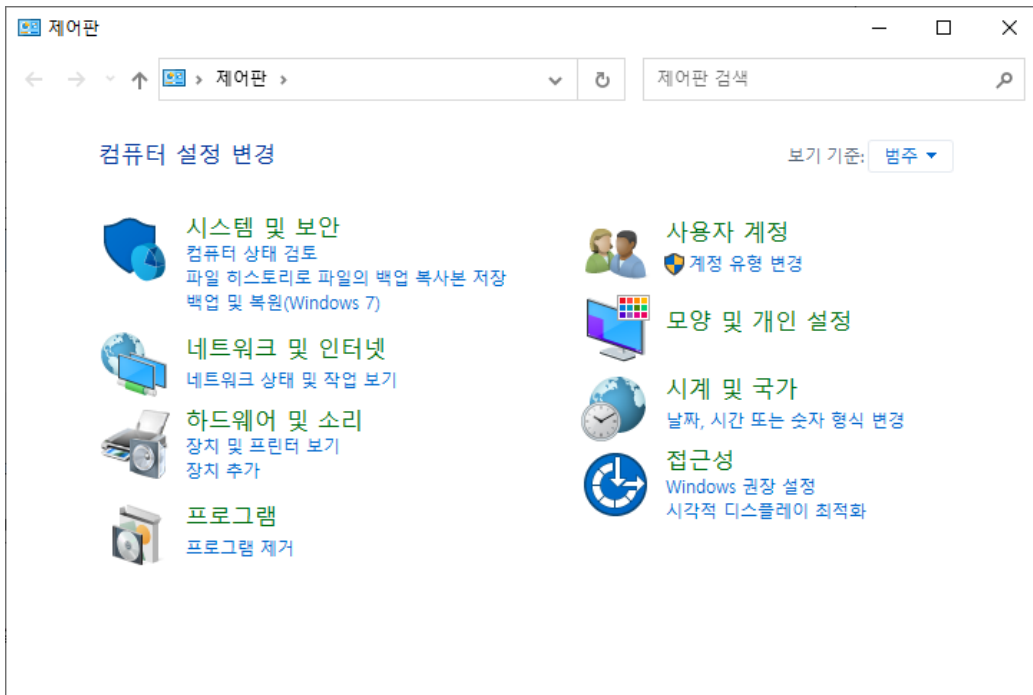 제어판
제어판
제어판 검색
컴퓨터 설정 변경
보기 기준: 범주
시스템 및 보안
컴퓨터 상태 검토
파일 히스토리로 파일의 백업 복사본 저장
백업 및 복원(Windows 7)
네트워크 및 인터넷
네트워크 상태 및 작업 보기
하드웨어 및 소리
장치 및 프린터 보기
장치 추가
프로그램
프로그램 제거
사용자 계정
계정 유형 변경
모양 및 개인 설정
시계 및 국가
날짜, 시간 또는 숫자 형식 변경
접근성
Windows 권장 설정
시각적 디스플레이 최적화